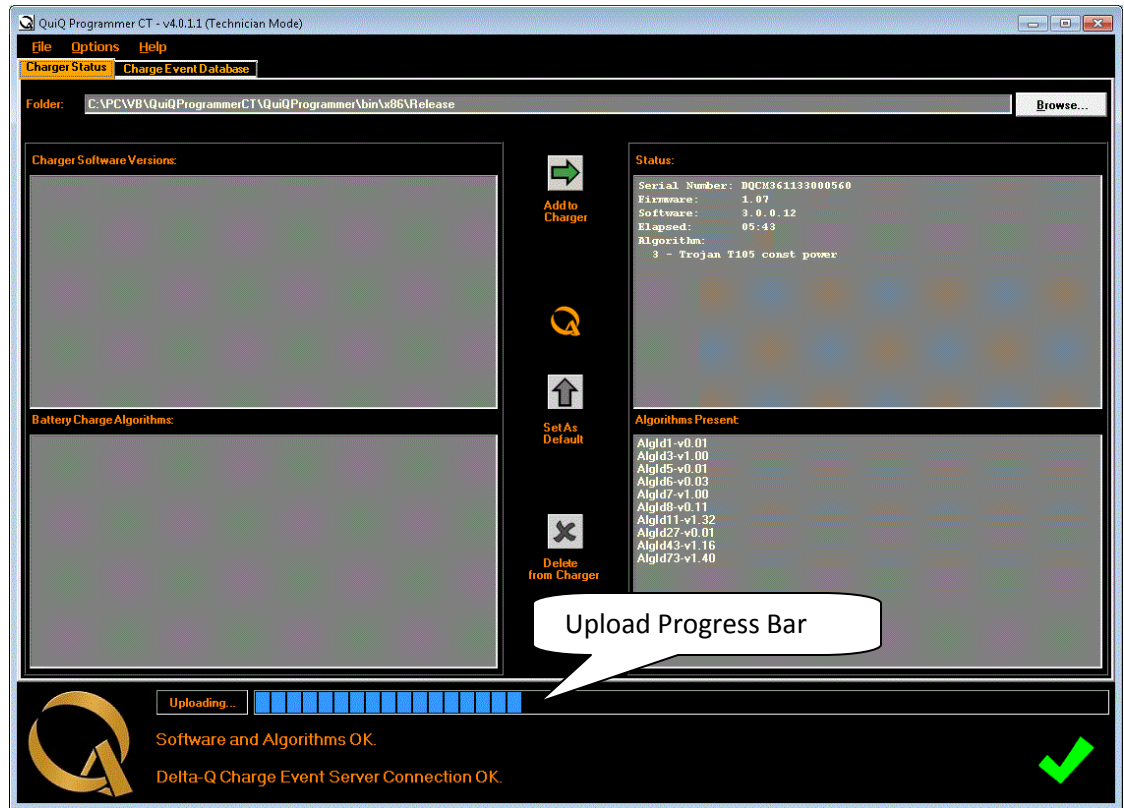 QuiQ Programmer CT - v4.0.1.1 (Technician Mode)
File Options Help
Charger Status Charge Event Database
Folder: C:\PC\VB\QuiQProgrammerCT\QuiQProgrammer\bin\x86\Release Browse...
Charger Software Versions:
Add to
Charger
Status:
Serial Number: DQCM361133000560
Firmware: 1.07
Software: 3.0.0.12
Elapsed: 05:43
Algorithm:
3 - Trojan T105 const power
Battery Charge Algorithms:
Set As
Default
Algorithms Present:
AlgId1-v0.01
AlgId3-v1.00
AlgId5-v0.01
AlgId6-v0.03
AlgId7-v1.00
AlgId8-v0.11
AlgId11-v1.32
AlgId27-v0.01
AlgId43-v1.16
AlgId73-v1.40
Delete
from Charger
Upload Progress Bar
Uploading...
Software and Algorithms OK.
Delta-Q Charge Event Server Connection OK.